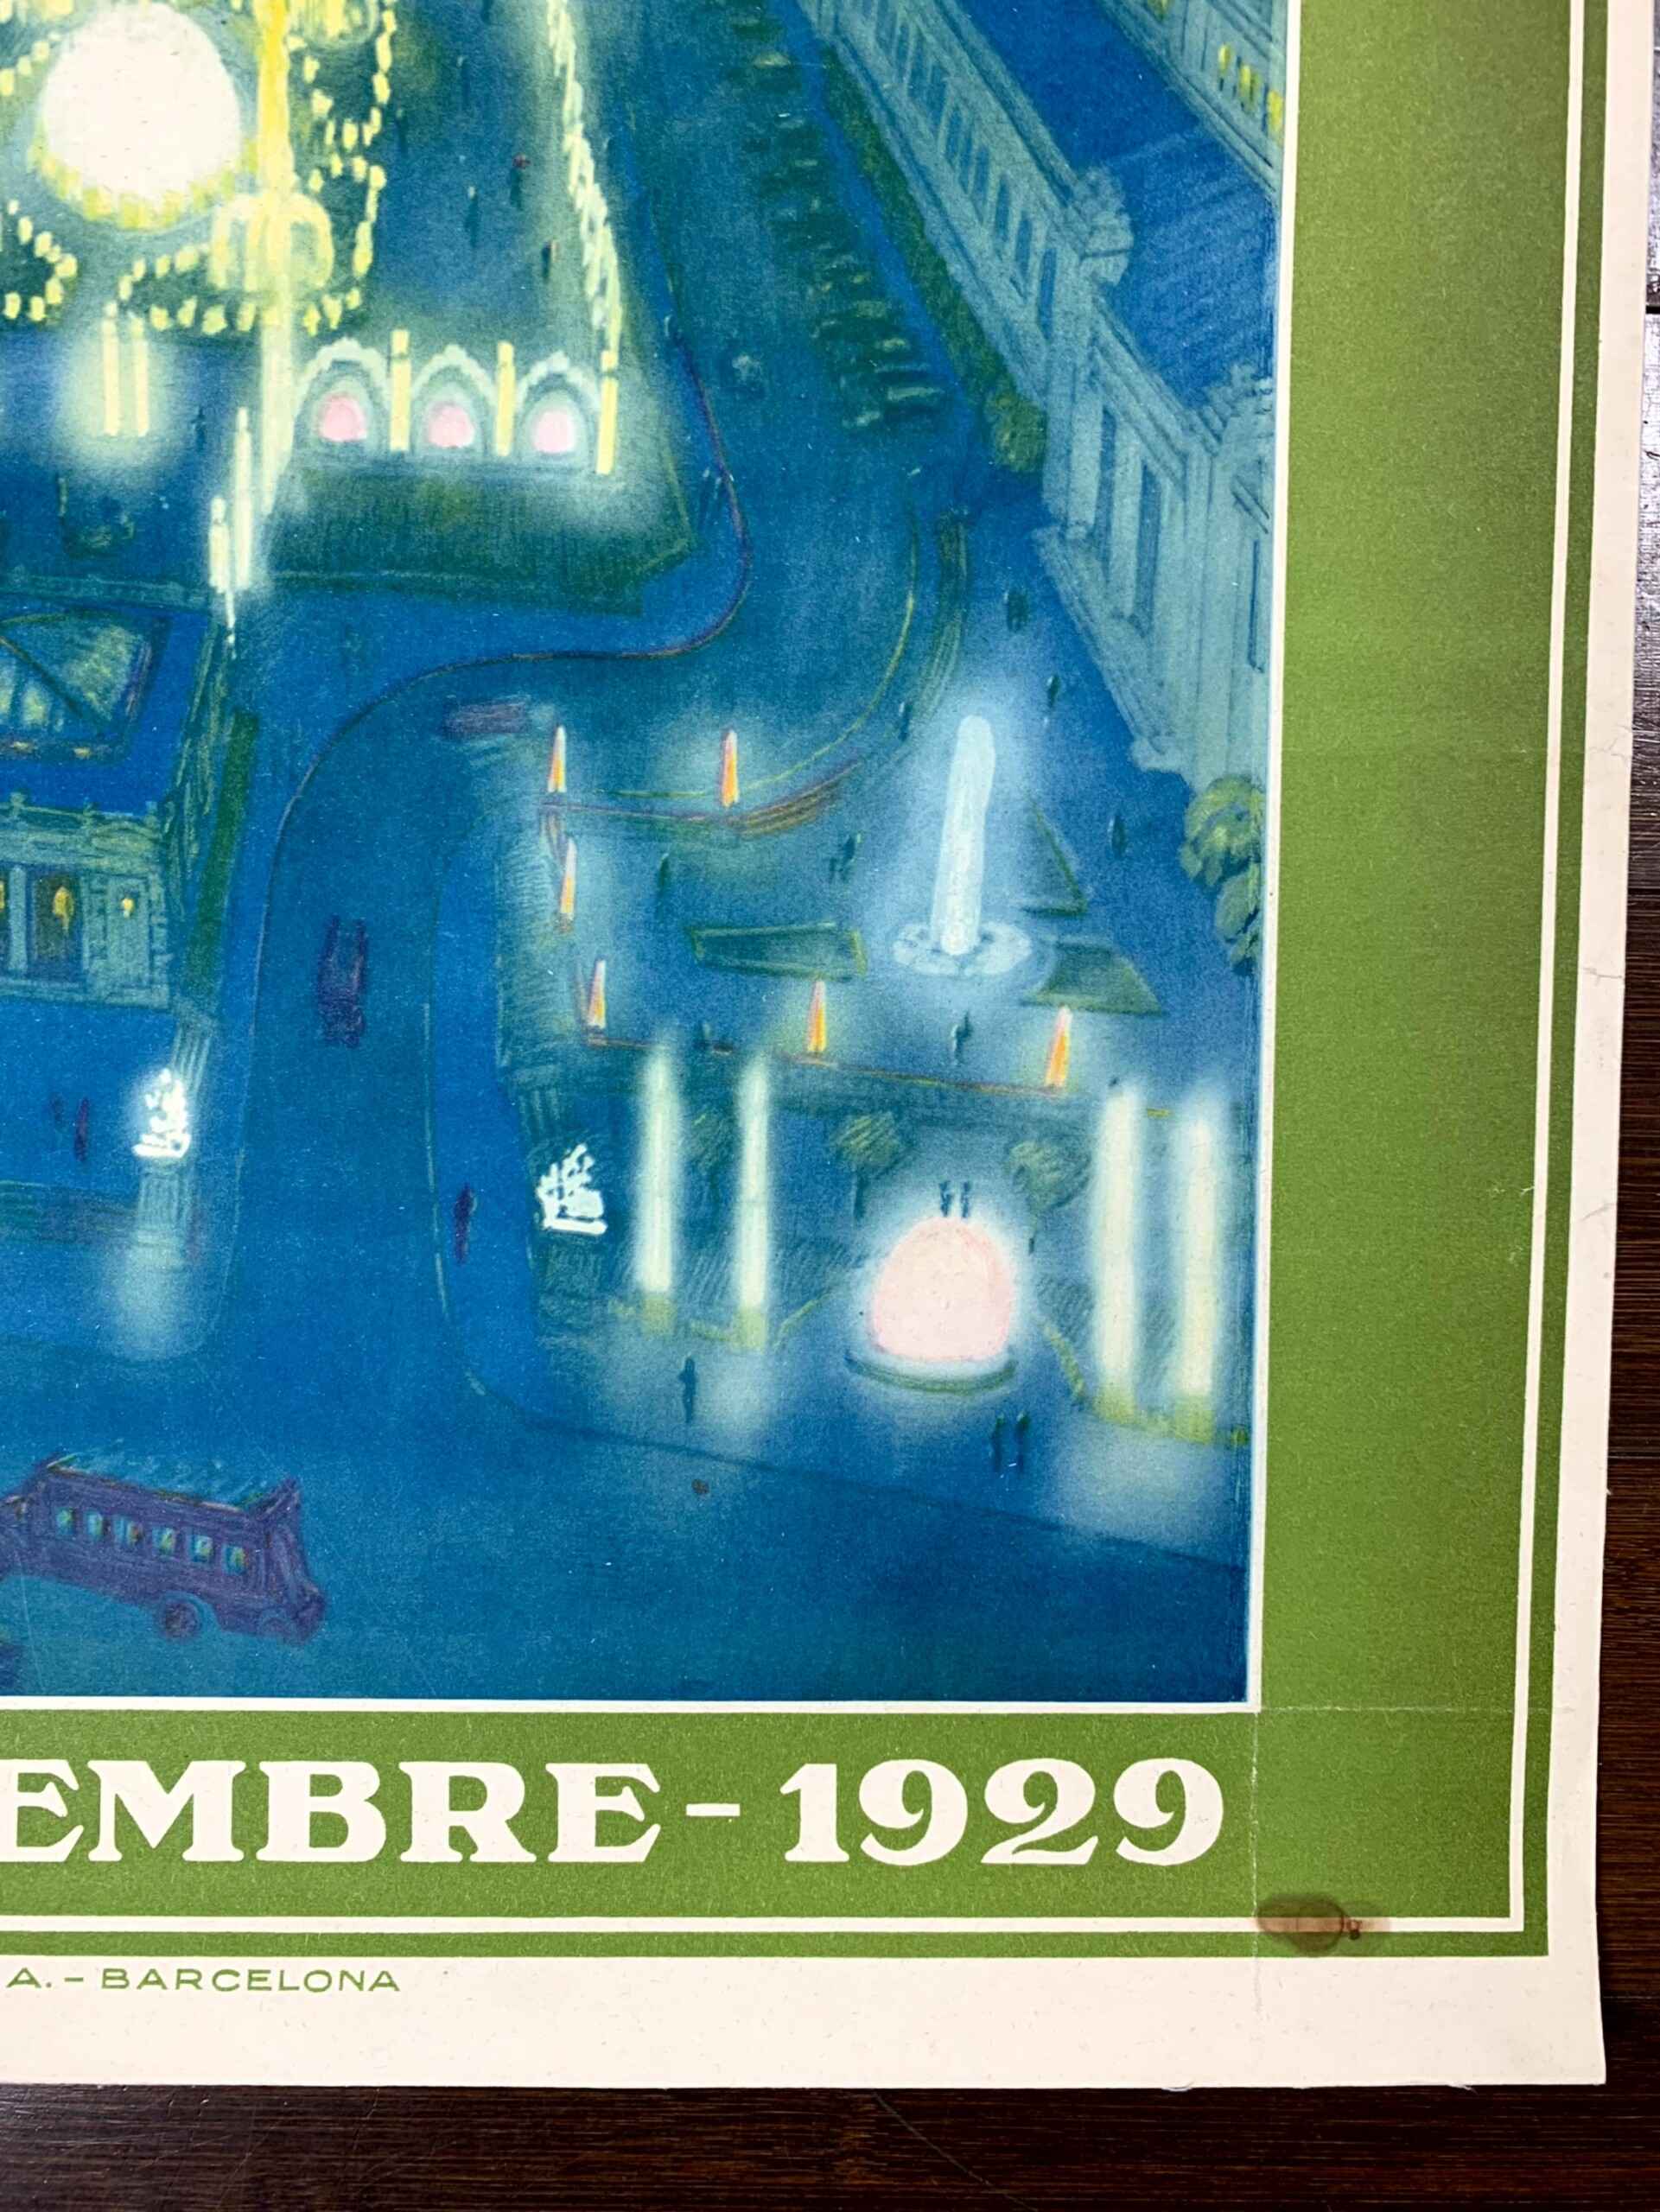 EMBRE - 1929
A. - BARCELONA